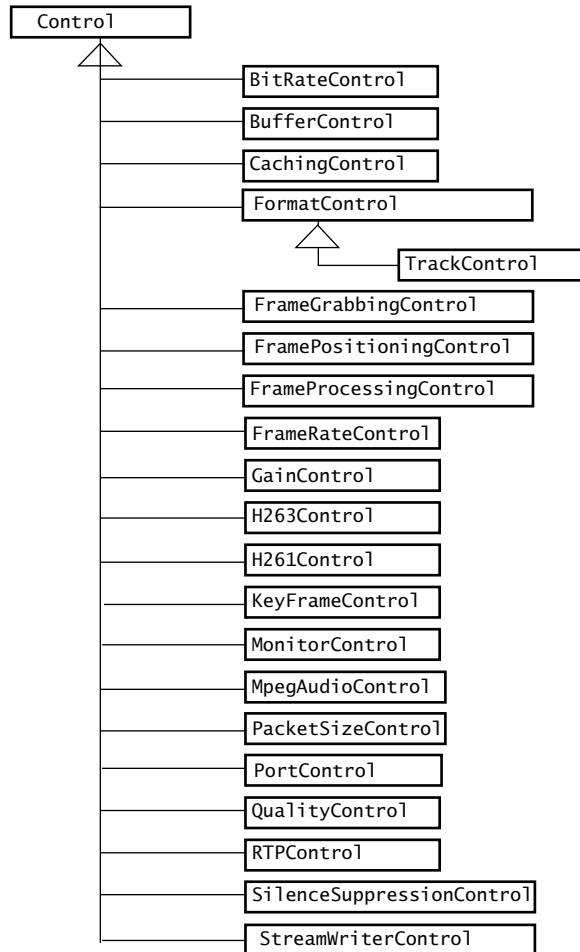 Control
BitRateControl
BufferControl
CachingControl
FormatControl
TrackControl
FrameGrabbingControl
FramePositioningControl
FrameProcessingControl
FrameRateControl
GainControl
H263Control
H261Control
KeyFrameControl
MonitorControl
MpegAudioControl
PacketSizeControl
PortControl
QualityControl
RTPControl
SilenceSuppressionControl
StreamWriterControl